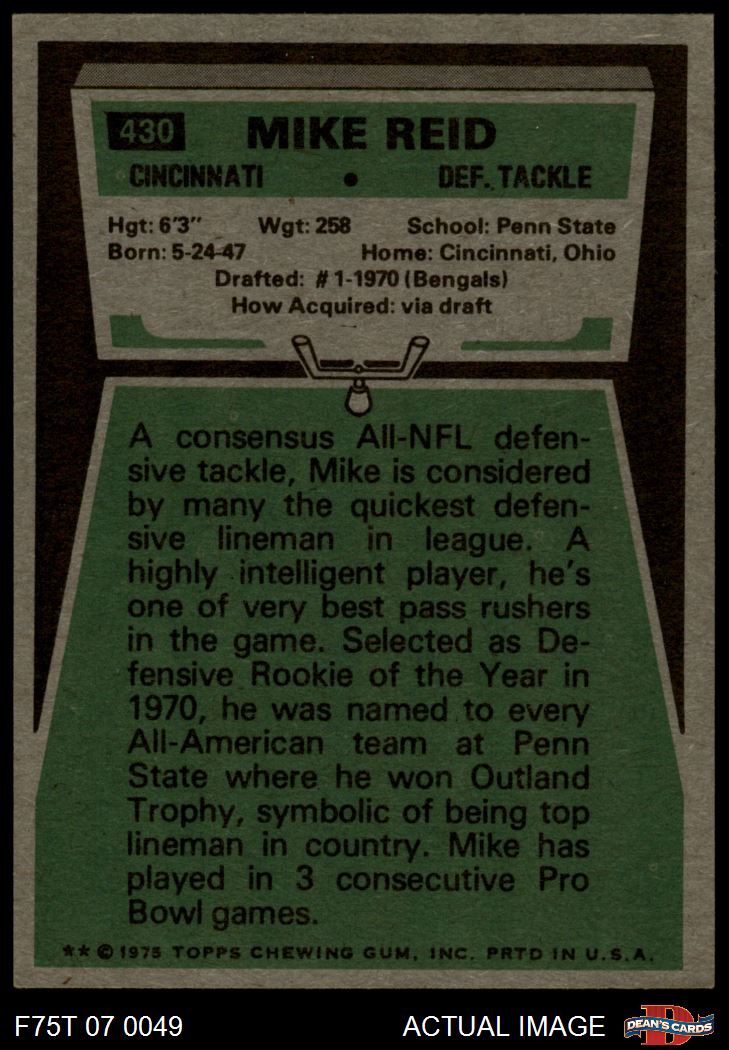 430 MIKE REID
CINCINNATI • DEF. TACKLE
Hgt: 6'3" Wgt: 258 School: Penn State
Born: 5-24-47 Home: Cincinnati, Ohio
Drafted: #1-1970 (Bengals)
How Acquired: via draft
A consensus All-NFL defen-
sive tackle, Mike is considered
by many the quickest defen-
sive lineman in league. A
highly intelligent player, he's
one of very best pass rushers
in the game. Selected as De-
fensive Rookie of the Year in
1970, he was named to every
All-American team at Penn
State where he won Outland
Trophy, symbolic of being top
lineman in country. Mike has
played in 3 consecutive Pro
Bowl games.
** © 1975 TOPPS CHEWING GUM, INC. PRTD IN U.S.A.
F75T 07 0049 ACTUAL IMAGE DEAN'S CARDS